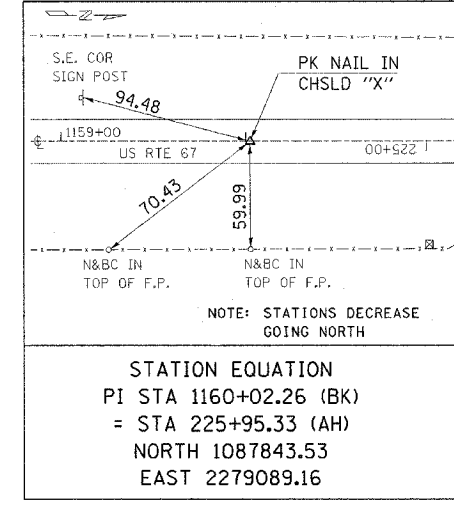 N
S.E. COR
SIGN POST
PK NAIL IN
CHSLD "X"
94.48
1159+00
US RTE 67
225+00
70.43
59.99
N&BC IN
TOP OF F.P.
N&BC IN
TOP OF F.P.
NOTE: STATIONS DECREASE
GOING NORTH
STATION EQUATION
PI STA 1160+02.26 (BK)
= STA 225+95.33 (AH)
NORTH 1087843.53
EAST 2279089.16